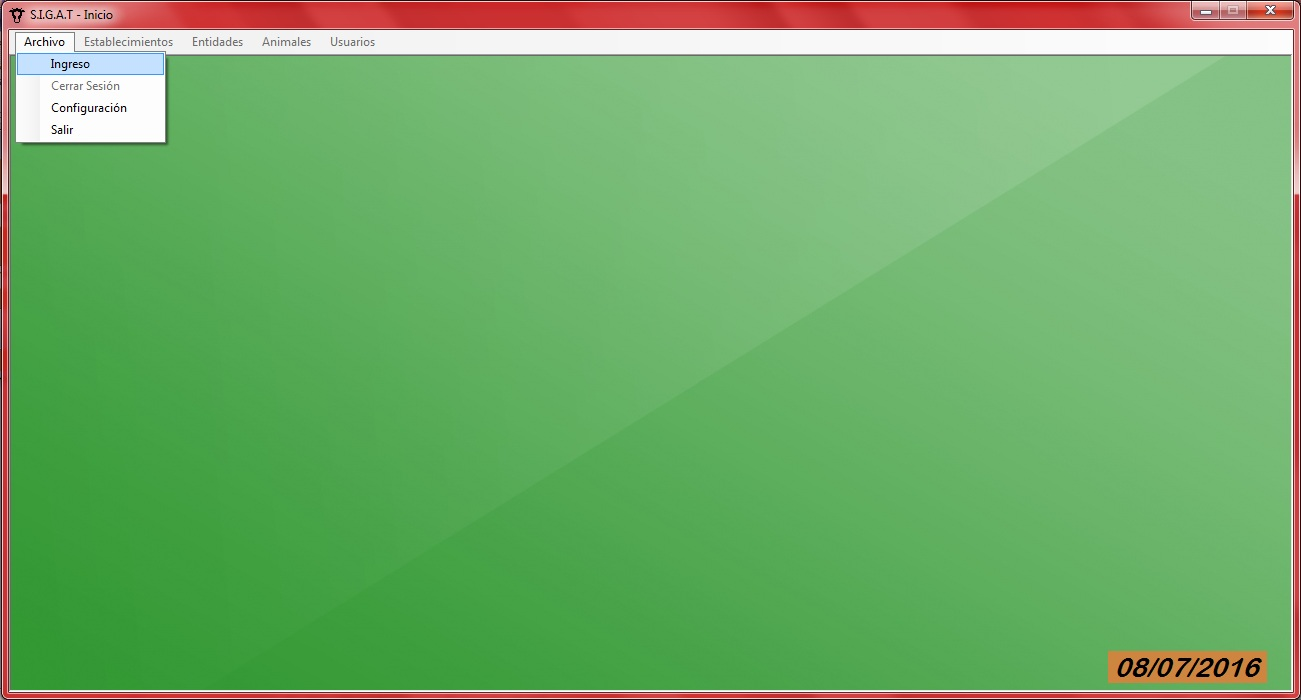 S.I.G.A.T - Inicio
Archivo Establecimientos Entidades Animales Usuarios
Ingreso
Cerrar Sesión
Configuración
Salir
08/07/2016